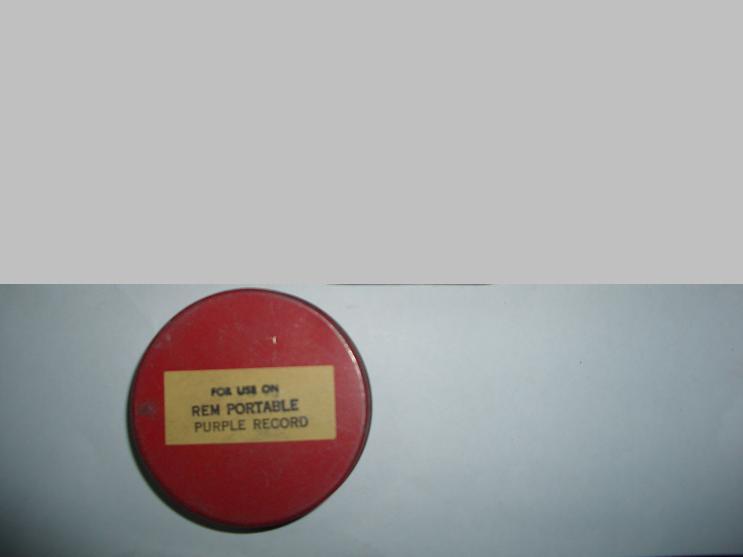 FOR USE ON
REM PORTABLE
PURPLE RECORD